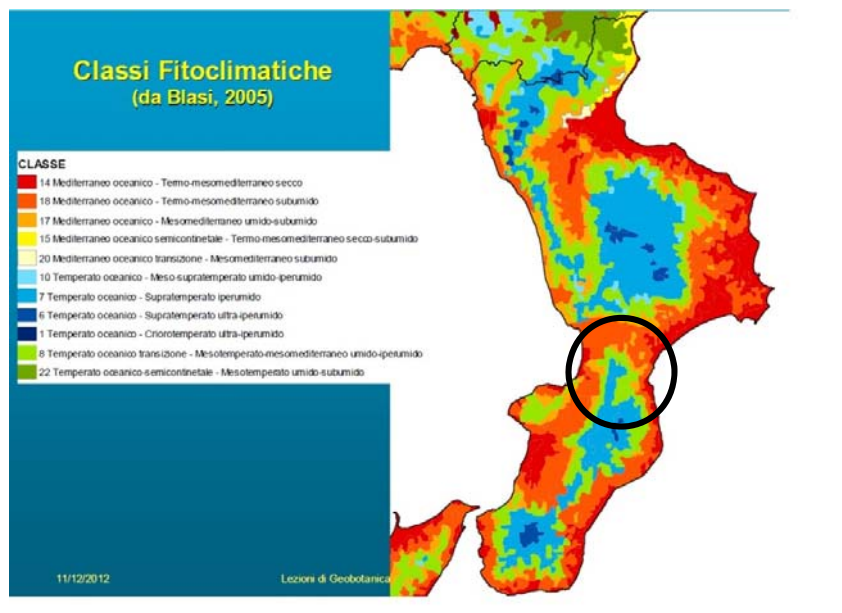 Classi Fitoclimatiche
(da Blasi, 2005)
CLASSE
14 Mediterraneo oceanico - Termo-mesomediterraneo secco
18 Mediterraneo oceanico - Termo-mesomediterraneo subumido
17 Mediterraneo oceanico - Mesomediterraneo umido-subumido
15 Mediterraneo oceanico semicontinetale - Termo-mesomediterraneo secco-subumido
20 Mediterraneo oceanico transizione - Mesomediterraneo subumido
10 Temperato oceanico - Meso-supratemperato umido-iperumido
7 Temperato oceanico - Supratemperato iperumido
6 Temperato oceanico - Supratemperato ultra-iperumido
1 Temperato oceanico - Criorotemperato ultra-iperumido
8 Temperato oceanico transizione - Mesotemperato-mesomediterraneo umido-iperumido
22 Temperato oceanico-semicontinetale - Mesotemperato umido-subumido
11/12/2012 Lezioni di Geobotanica